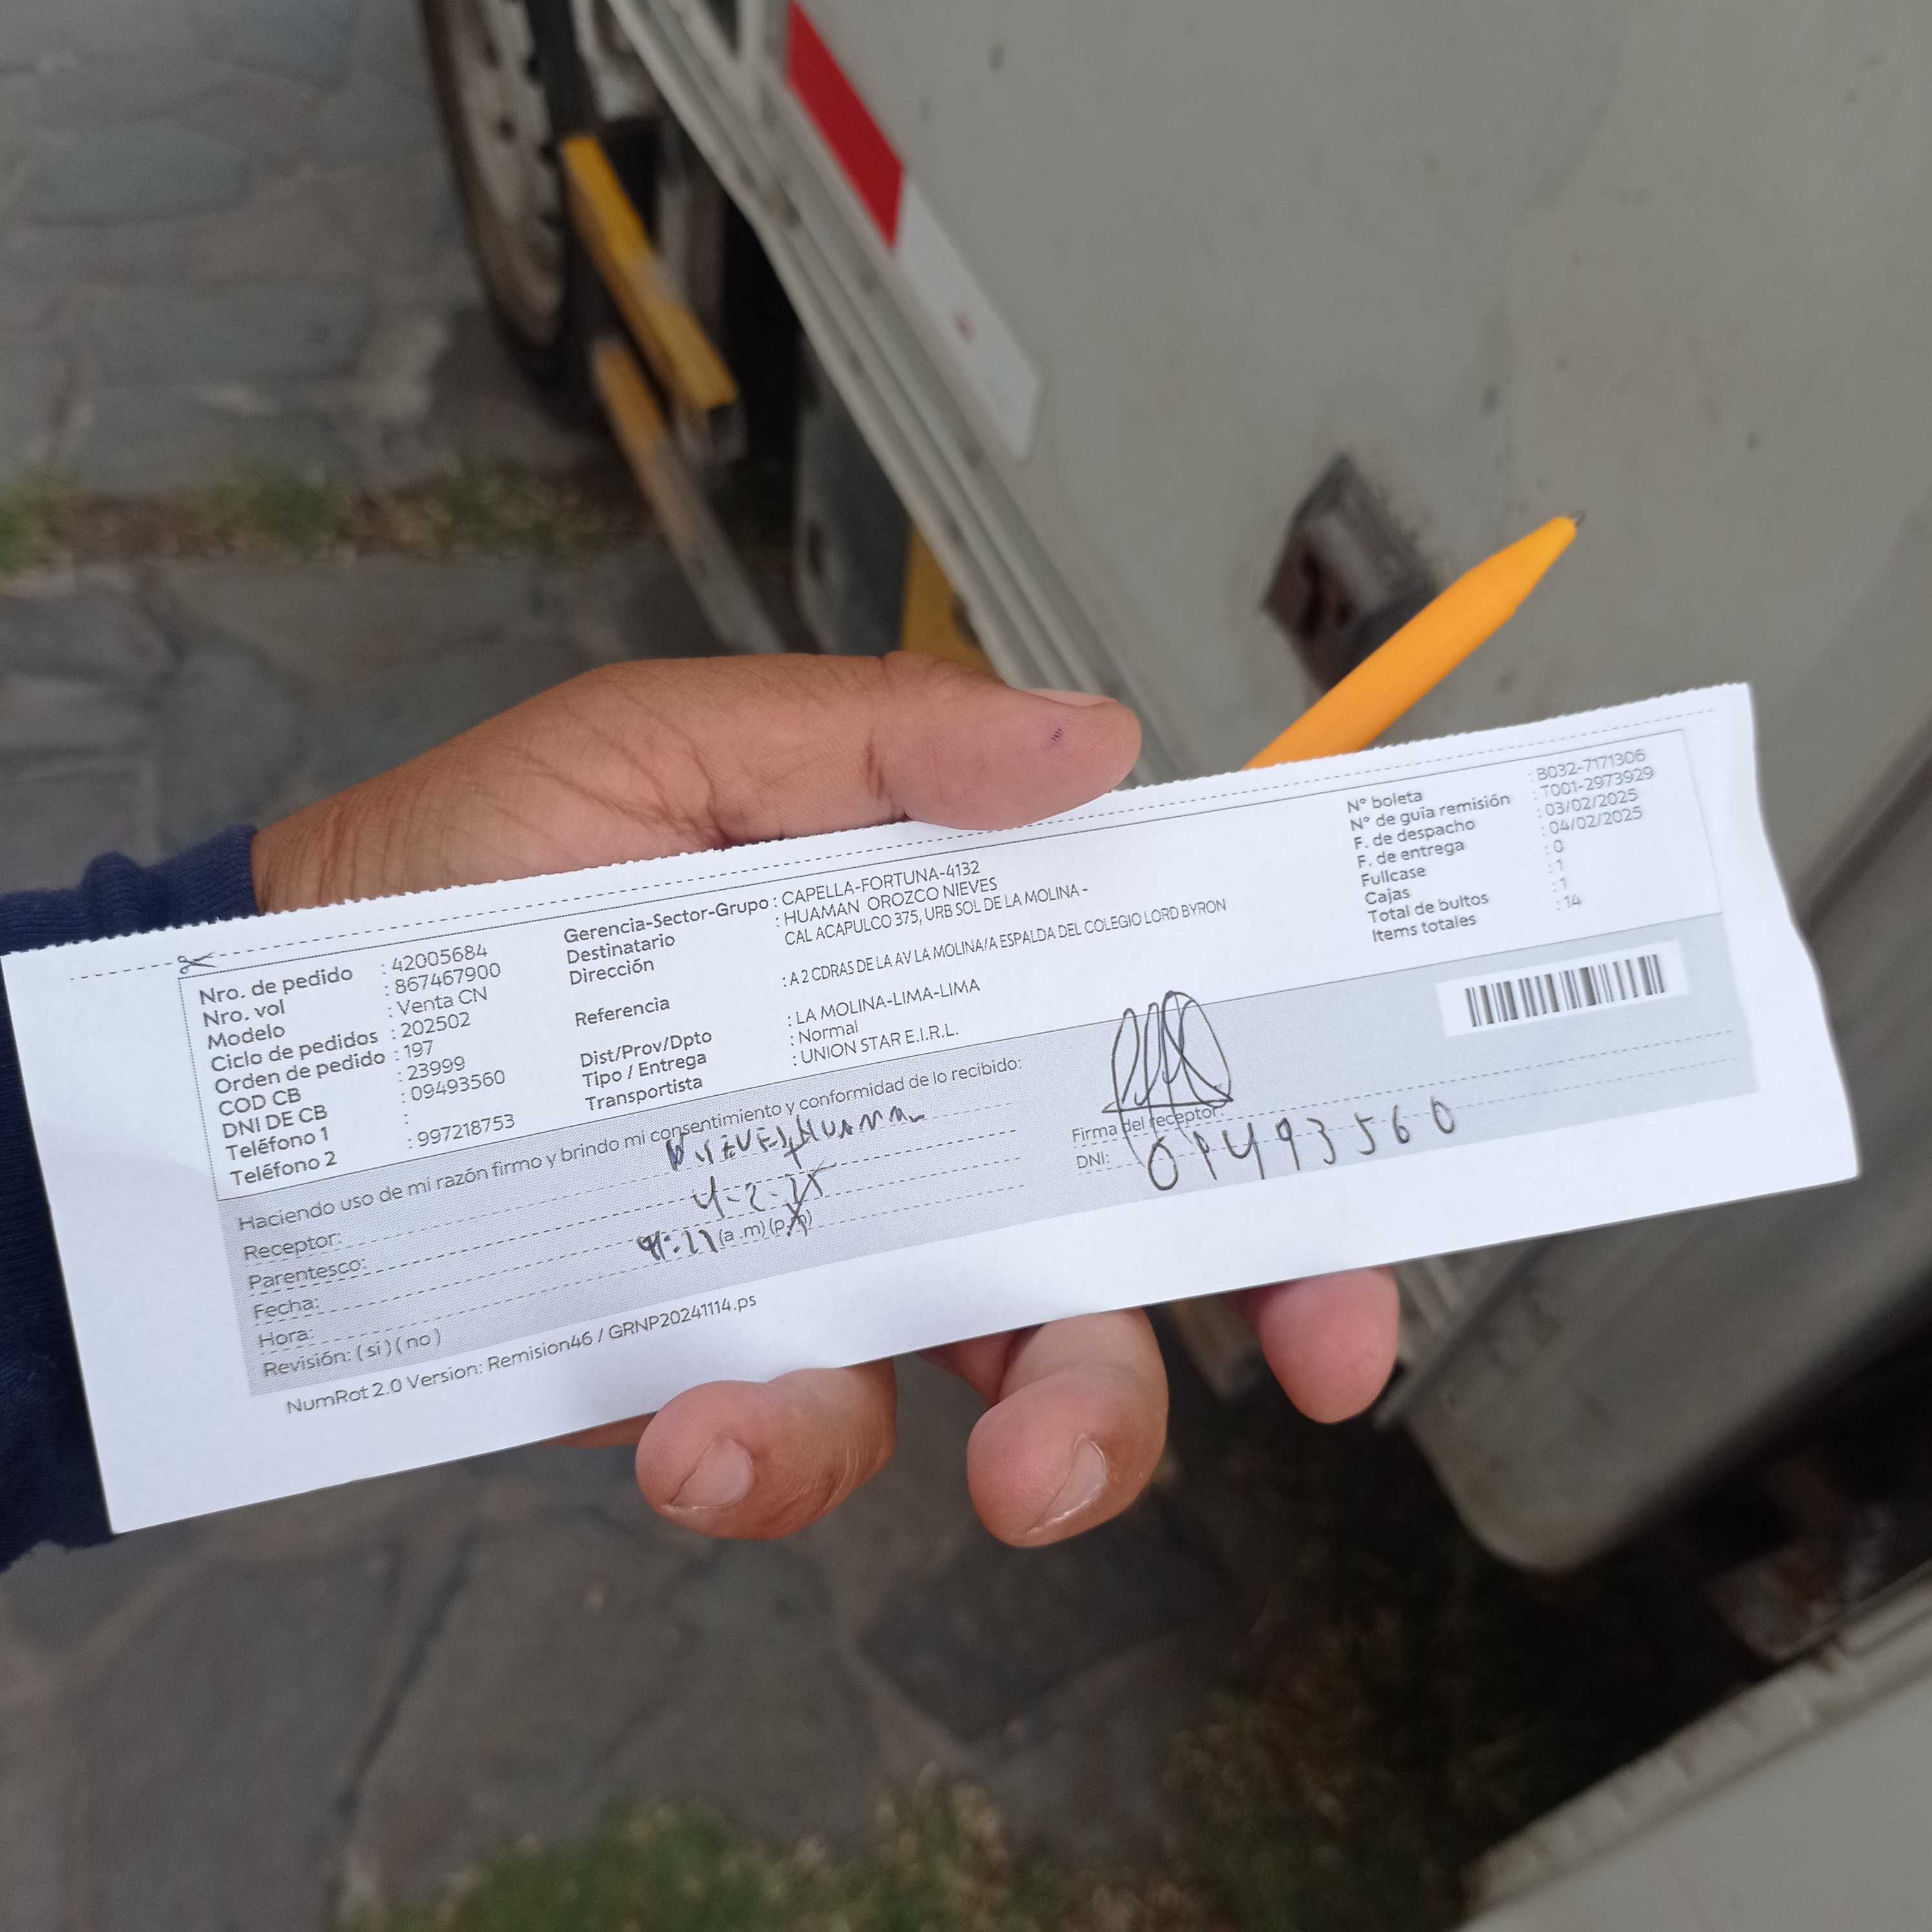 Nro. de pedido : 42005684
Nro. vol : 867467900
Modelo : Venta CN
Ciclo de pedidos : 202502
Orden de pedido : 197
COD CB : 23999
DNI DE CB : 09493560
Teléfono 1 :
Teléfono 2 : 997218753
Gerencia-Sector-Grupo : CAPELLA-FORTUNA-4132
Destinatario : HUAMAN OROZCO NIEVES
Dirección CAL ACAPULCO 375, URB SOL DE LA MOLINA -
Referencia : A 2 CDRAS DE LA AV LA MOLINA/A ESPALDA DEL COLEGIO LORD BYRON
Dist/Prov/Dpto : LA MOLINA-LIMA-LIMA
Tipo / Entrega : Normal
Transportista : UNION STAR E.I.R.L.
N° boleta : B032-7171306
N° de guía remisión : T001-2973929
F. de despacho : 03/02/2025
F. de entrega : 04/02/2025
Fullcase : 0
Cajas : 1
Total de bultos : 1
Items totales : 14
Haciendo uso de mi razón firmo y brindo mi consentimiento y conformidad de lo recibido:
Receptor: NIEVES HUAMAN
Parentesco:
Fecha: 4-2-25
Hora: (a .m) (p.m)
Revisión: ( si ) ( no )
Firma del receptor:
DNI: 09493560
NumRot 2.0 Version: Remision46 / GRNP20241114.ps